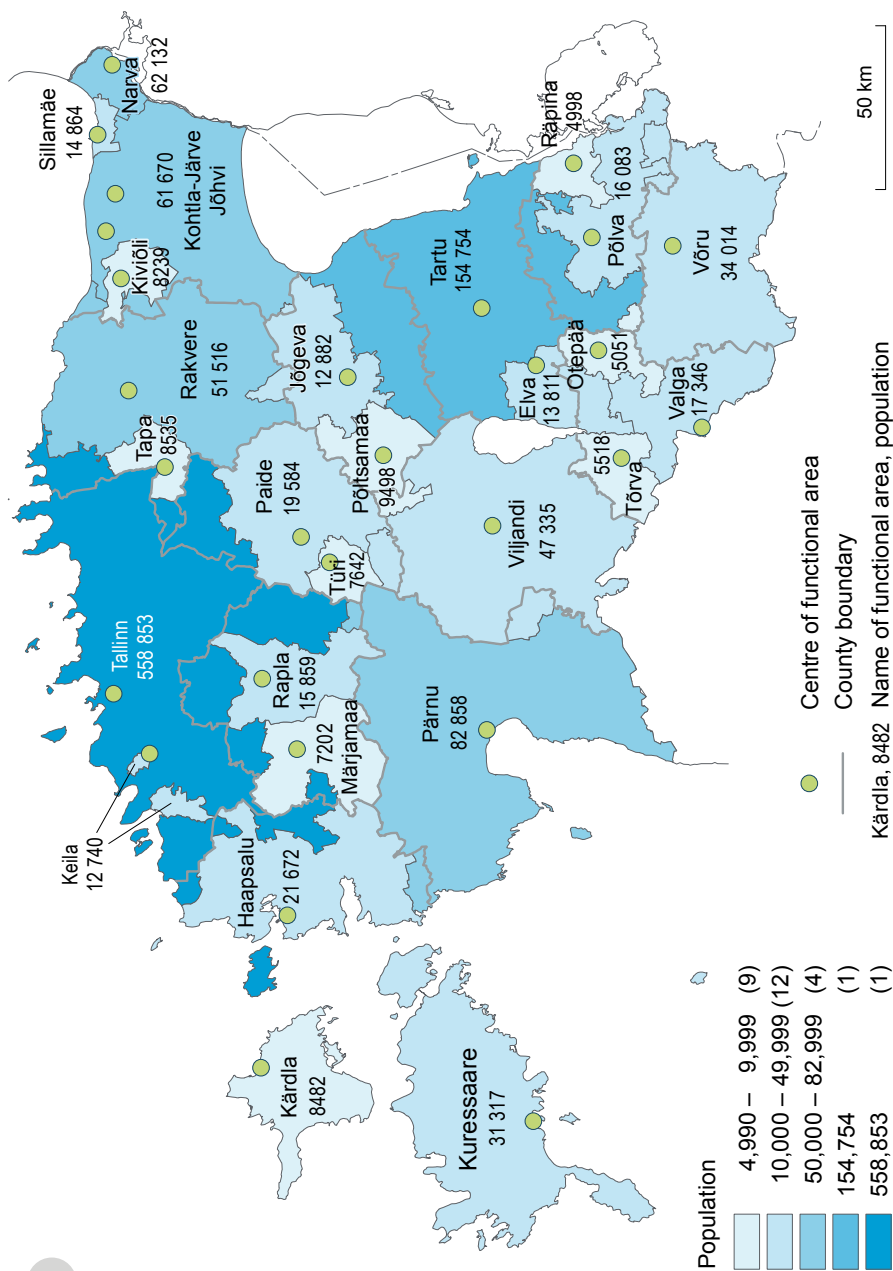 Keila
12 740
Tallinn
558 853
Tapa
8535
Rakvere
51 516
Kiviõli
8239
61 670
Kohtla-Järve
Jõhvi
Sillamäe
14 864
Narva
62 132
Haapsalu
21 672
Rapla
15 859
7202
Märjamaa
Paide
19 584
Türi
7642
Jõgeva
12 882
Põltsamaa
9498
Kärdla
8482
Kuressaare
31 317
Pärnu
82 858
Viljandi
47 335
Tartu
154 754
Elva
13 811
Otepää
5051
Põlva
16 083
Räpina
4998
5518
Tõrva
Valga
17 346
Võru
34 014
Population
4,990 – 9,999 (9)
10,000 – 49,999 (12)
50,000 – 82,999 (4)
154,754 (1)
558,853 (1)
Centre of functional area
County boundary
Kärdla, 8482 Name of functional area, population
50 km